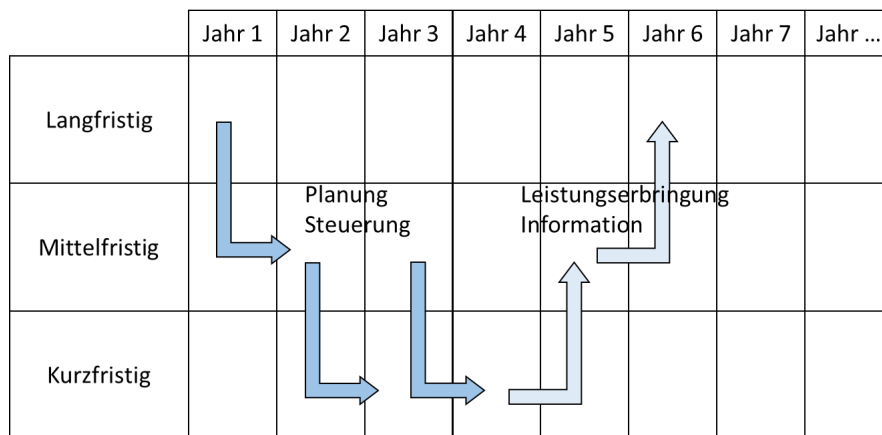 Jahr 1 Jahr 2 Jahr 3 Jahr 4 Jahr 5 Jahr 6 Jahr 7 Jahr ...
Langfristig
Planung
Steuerung
Leistungserbringung
Information
Mittelfristig
Kurzfristig